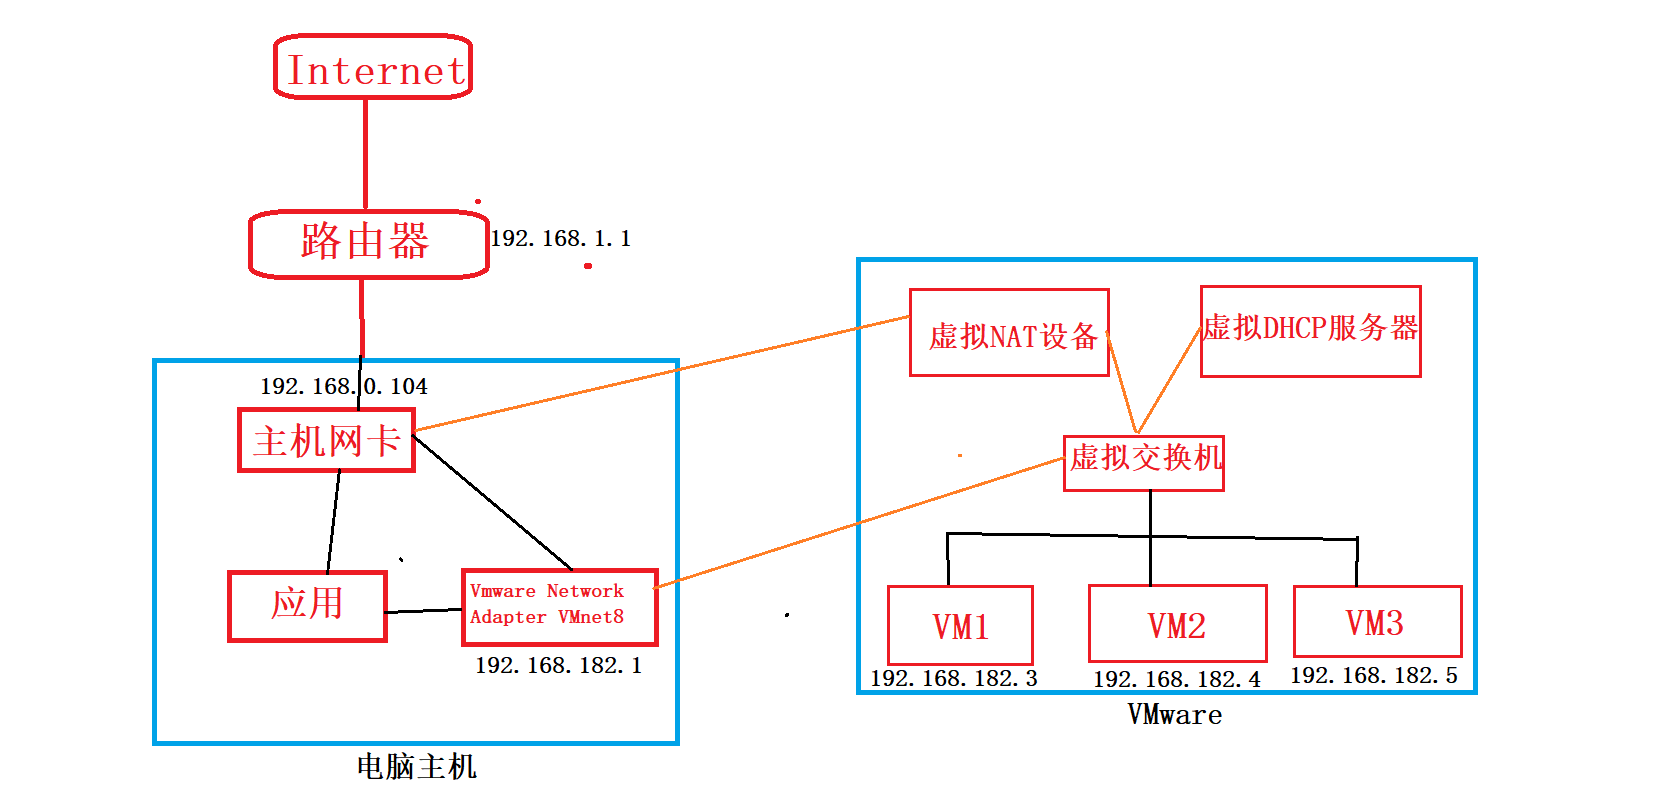 Internet
路由器
192.168.1.1
192.168.0.104
主机网卡
应用
Vmware Network
Adapter VMnet8
192.168.182.1
电脑主机
虚拟NAT设备
虚拟DHCP服务器
虚拟交换机
VM1
VM2
VM3
192.168.182.3
192.168.182.4
192.168.182.5
VMware